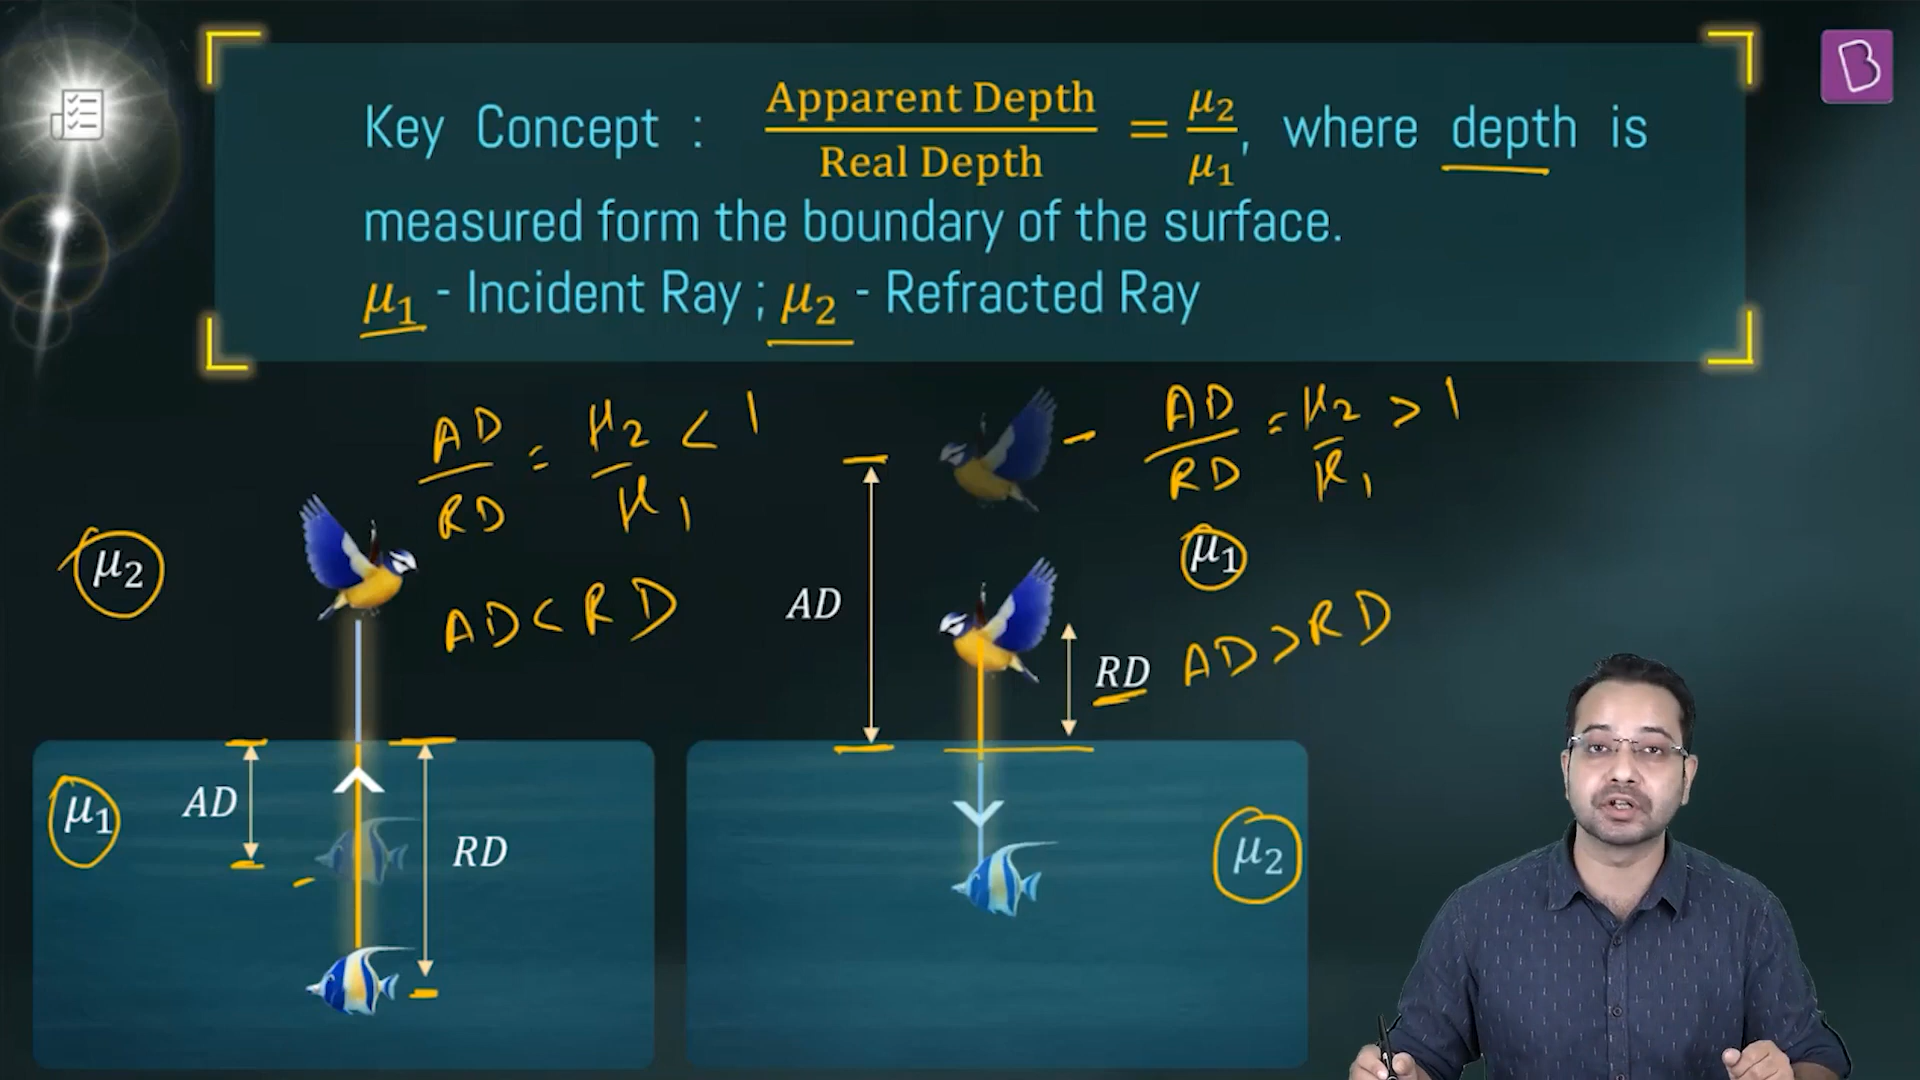 Key Concept : Apparent Depth / Real Depth = μ2/μ1, where depth is
measured form the boundary of the surface.
μ1 - Incident Ray ; μ2 - Refracted Ray
AD/RD = μ2/μ1 < 1
AD/RD = μ2/μ1 > 1
μ2
μ1
AD < RD
AD
RD
AD > RD
μ1
AD
RD
μ2
B